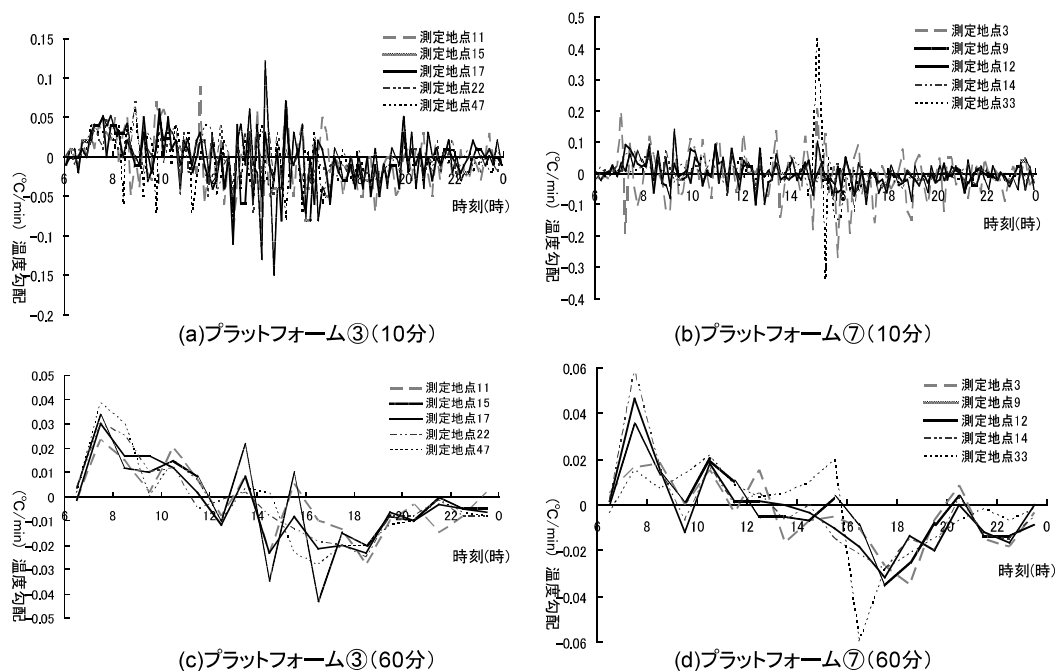 0.15
0.1
0.05
0
−0.05
−0.1
−0.15
−0.2
(℃/min) 温度勾配
6 8 10 12 14 16 18 20 22 0
時刻(時)
測定地点11
測定地点15
測定地点17
測定地点22
測定地点47
(a)プラットフォーム③(10分)
0.5
0.4
0.3
0.2
0.1
0
−0.1
−0.2
−0.3
−0.4
(℃/min) 温度勾配
6 8 10 12 14 16 18 20 22 0
時刻(時)
測定地点3
測定地点9
測定地点12
測定地点14
測定地点33
(b)プラットフォーム⑦(10分)
0.05
0.04
0.03
0.02
0.01
0
−0.01
−0.02
−0.03
−0.04
−0.05
(℃/min) 温度勾配
6 8 10 12 14 16 18 20 22 0
時刻(時)
測定地点11
測定地点15
測定地点17
測定地点22
測定地点47
(c)プラットフォーム③(60分)
0.06
0.04
0.02
0
−0.02
−0.04
−0.06
(℃/min) 温度勾配
6 8 10 12 14 16 18 20 22 0
時刻(時)
測定地点3
測定地点9
測定地点12
測定地点14
測定地点33
(d)プラットフォーム⑦(60分)